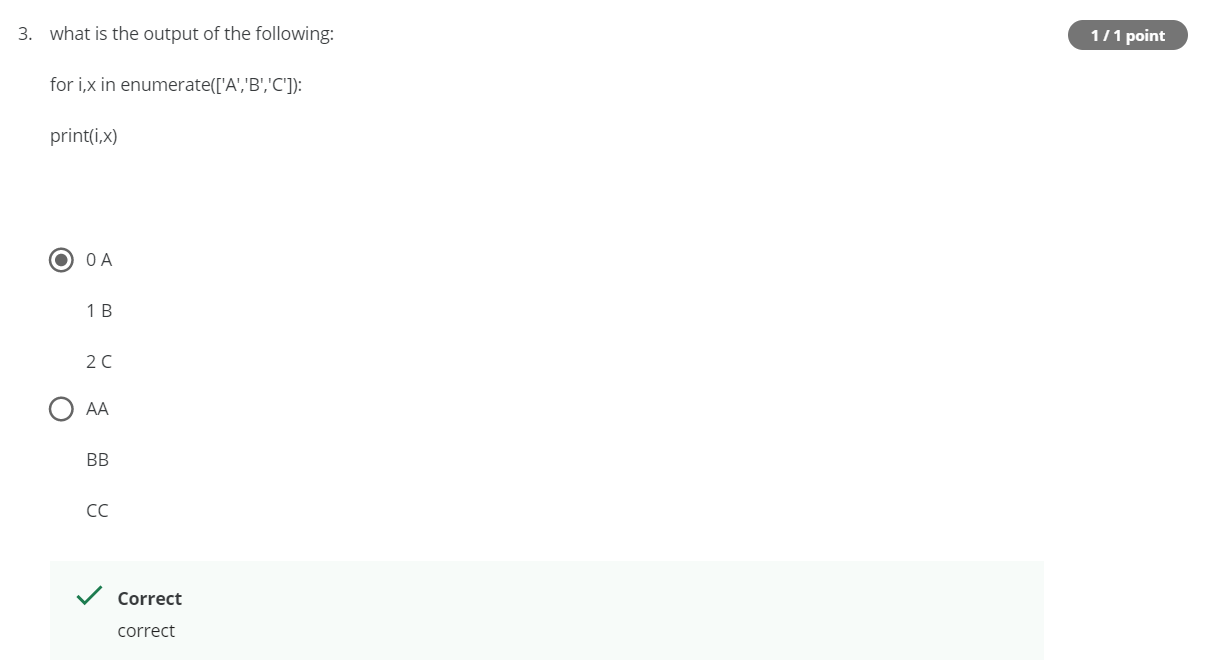 3. what is the output of the following:
1 / 1 point
for i,x in enumerate(['A','B','C']):
print(i,x)
0 A
1 B
2 C
AA
BB
CC
Correct
correct